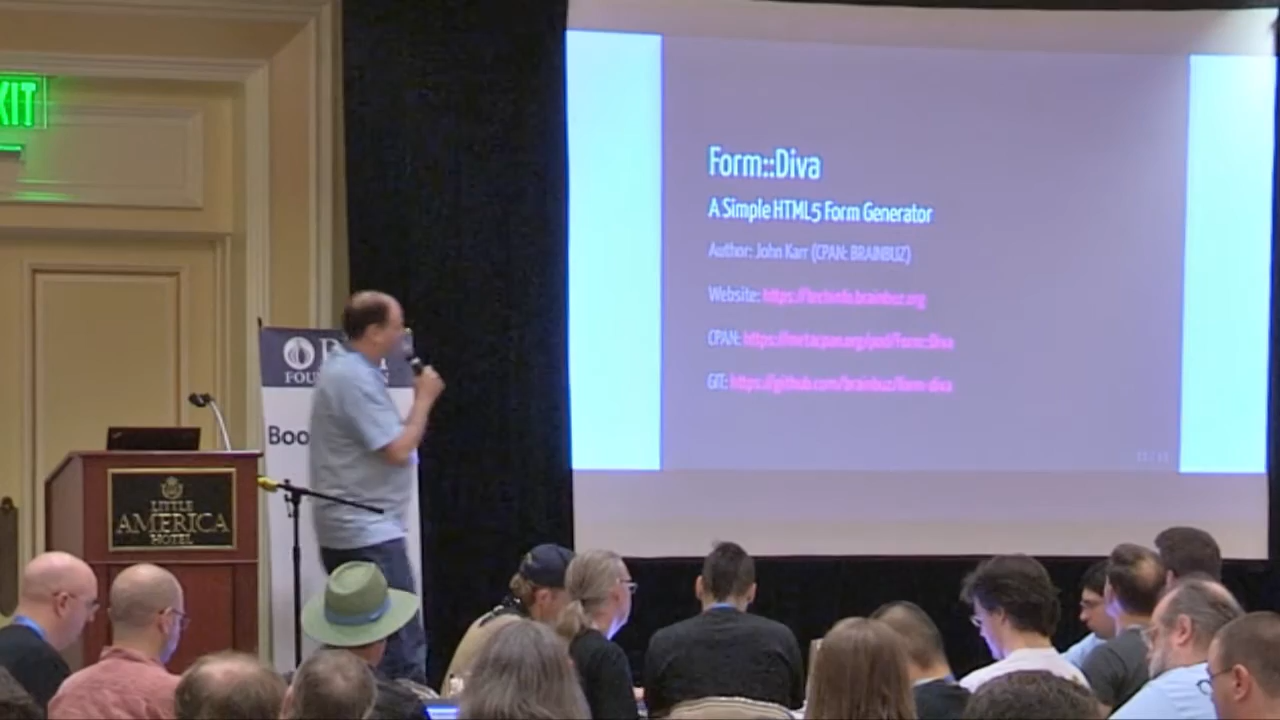 Form::Diva
A Simple HTML5 Form Generator
Author: John Karr (CPAN: BRAINBUZ)
Website: https://techinfo.brainbuz.org
CPAN: https://metacpan.org/pod/Form::Diva
GIT: https://github.com/brainbuz/form-diva
LITTLE
AMERICA
HOTEL